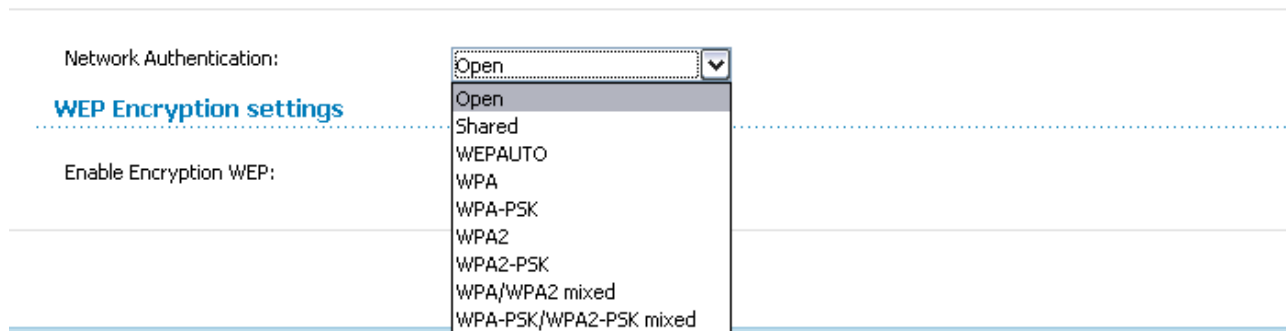 Network Authentication:
Open
Open
WEP Encryption settings
Shared
WEPAUTO
Enable Encryption WEP:
WPA
WPA-PSK
WPA2
WPA2-PSK
WPA/WPA2 mixed
WPA-PSK/WPA2-PSK mixed